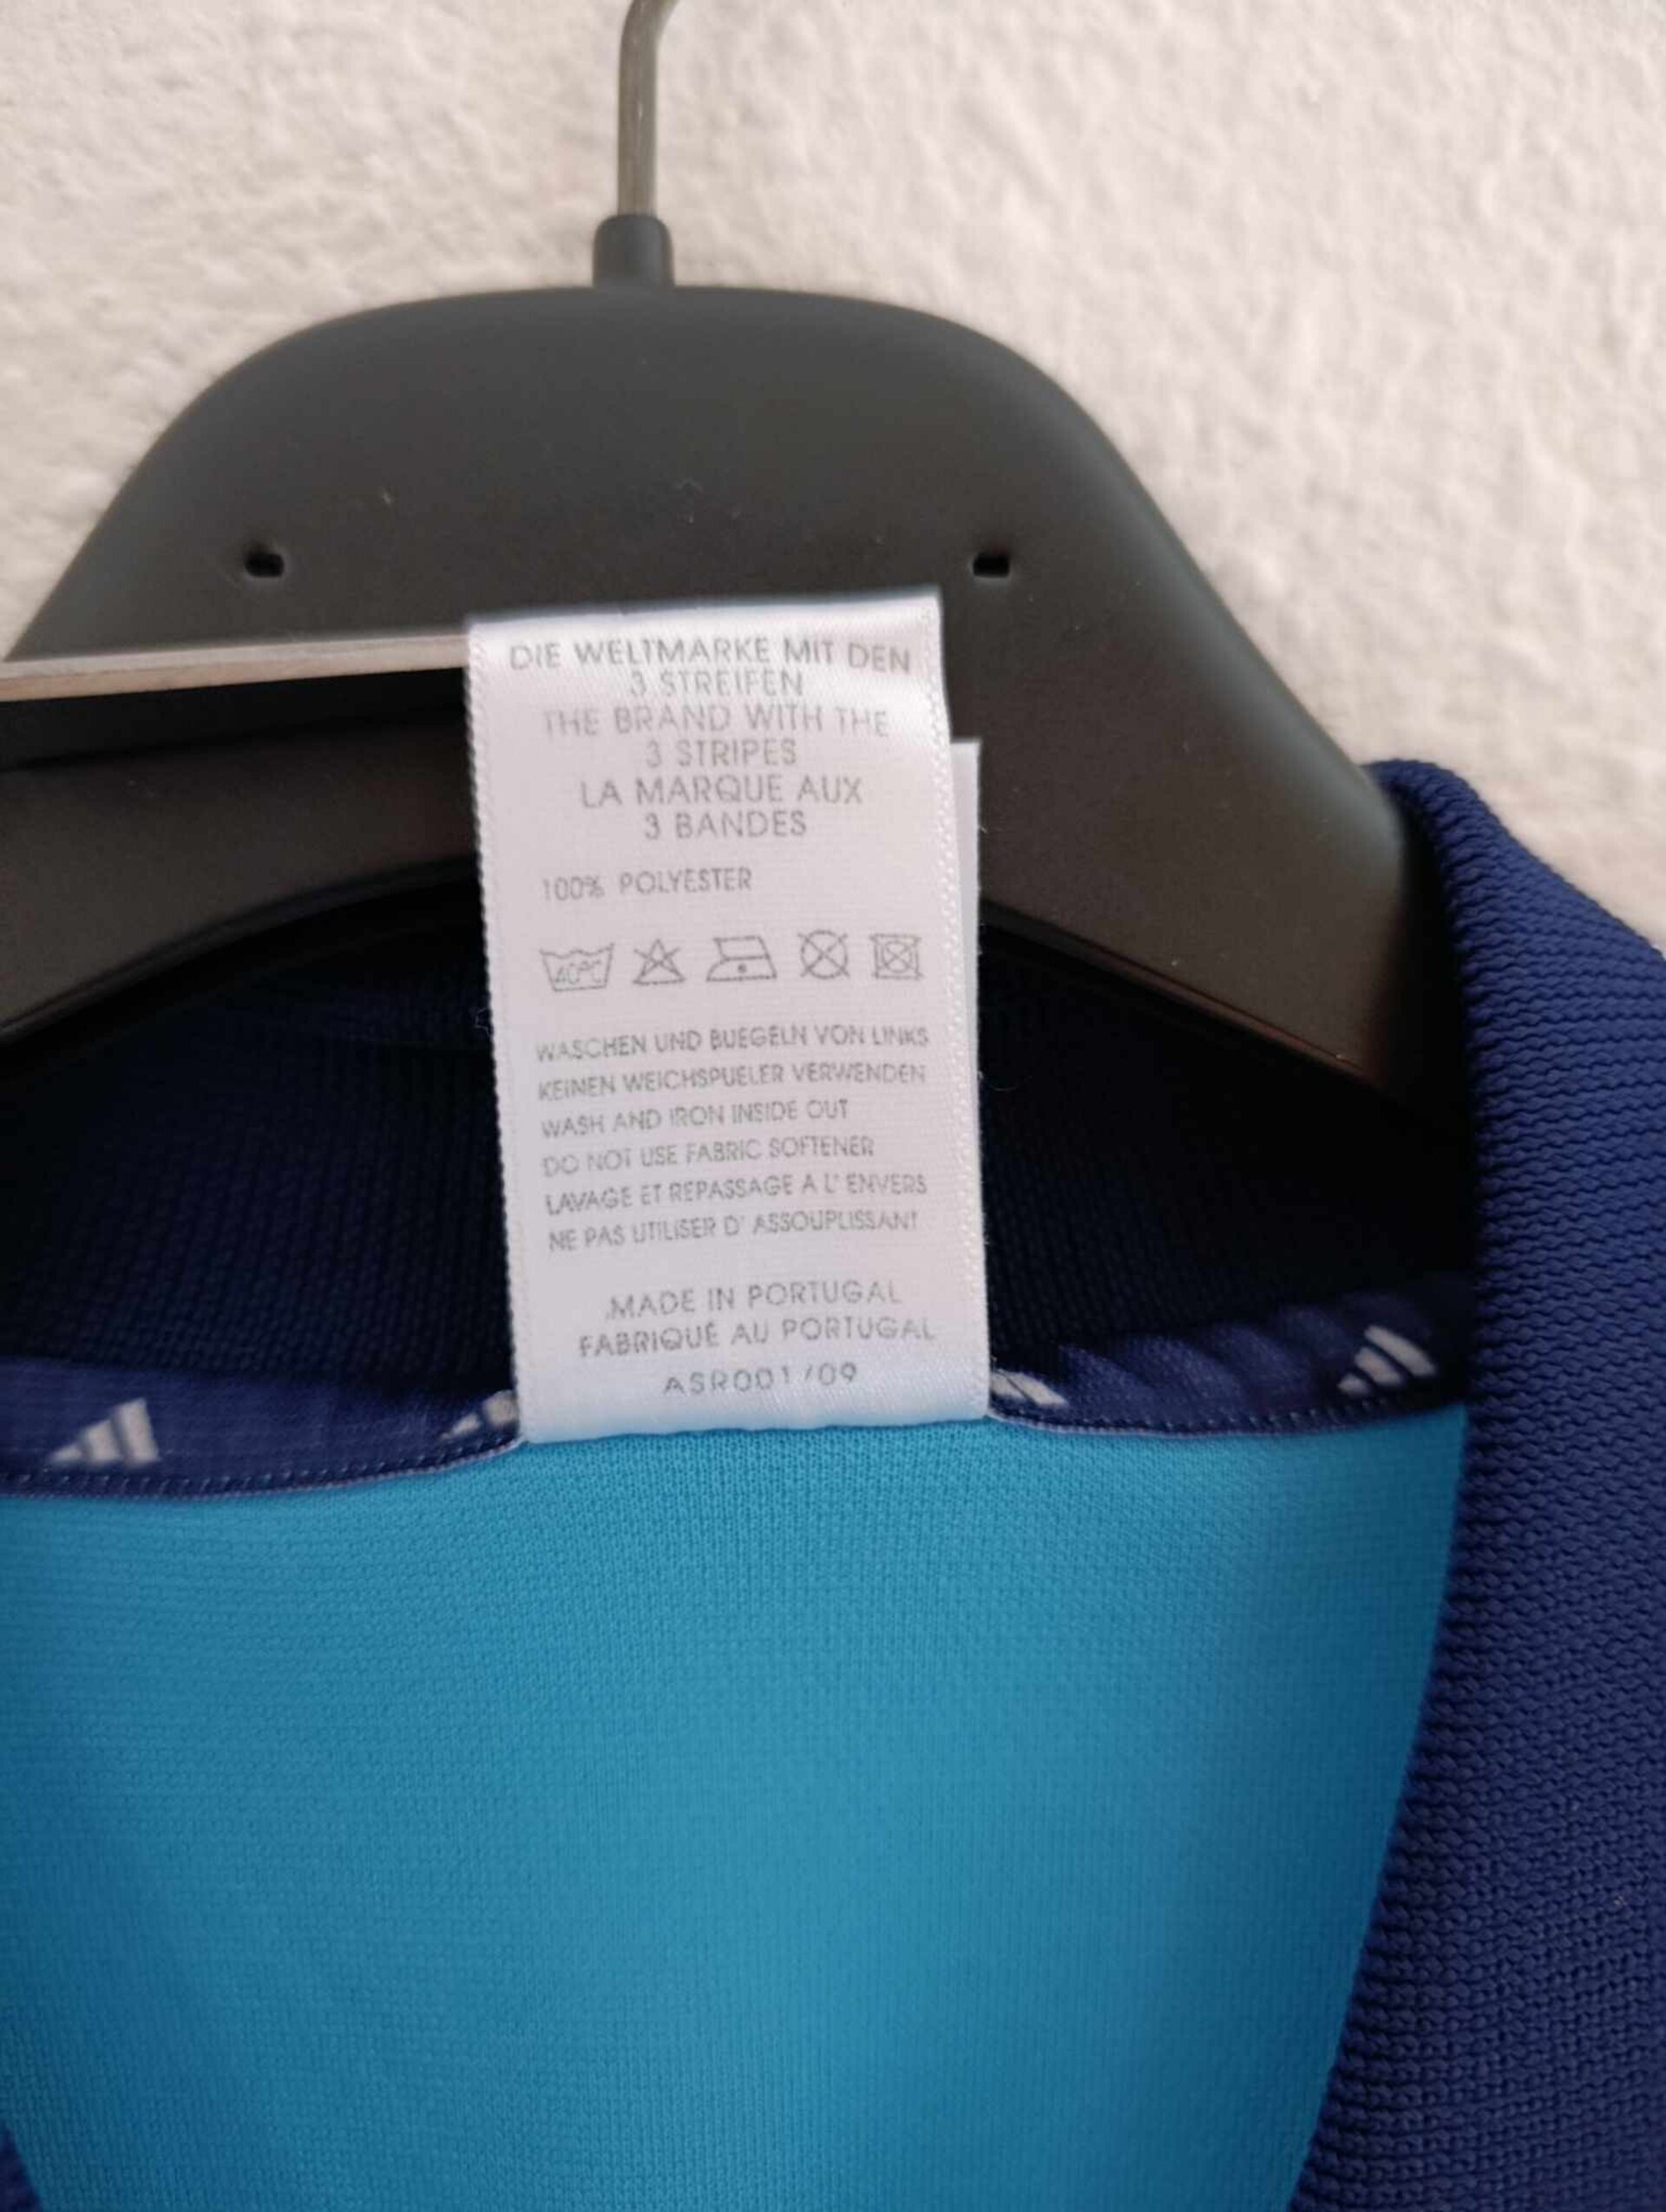 DIE WELTMARKE MIT DEN
3 STREIFEN
THE BRAND WITH THE
3 STRIPES
LA MARQUE AUX
3 BANDES
100% POLYESTER
40°C
WASCHEN UND BUEGELN VON LINKS
KEINEN WEICHSPUELER VERWENDEN
WASH AND IRON INSIDE OUT
DO NOT USE FABRIC SOFTENER
LAVAGE ET REPASSAGE A L' ENVERS
NE PAS UTILISER D' ASSOUPLISSANT
MADE IN PORTUGAL
FABRIQUÉ AU PORTUGAL
ASR001/09